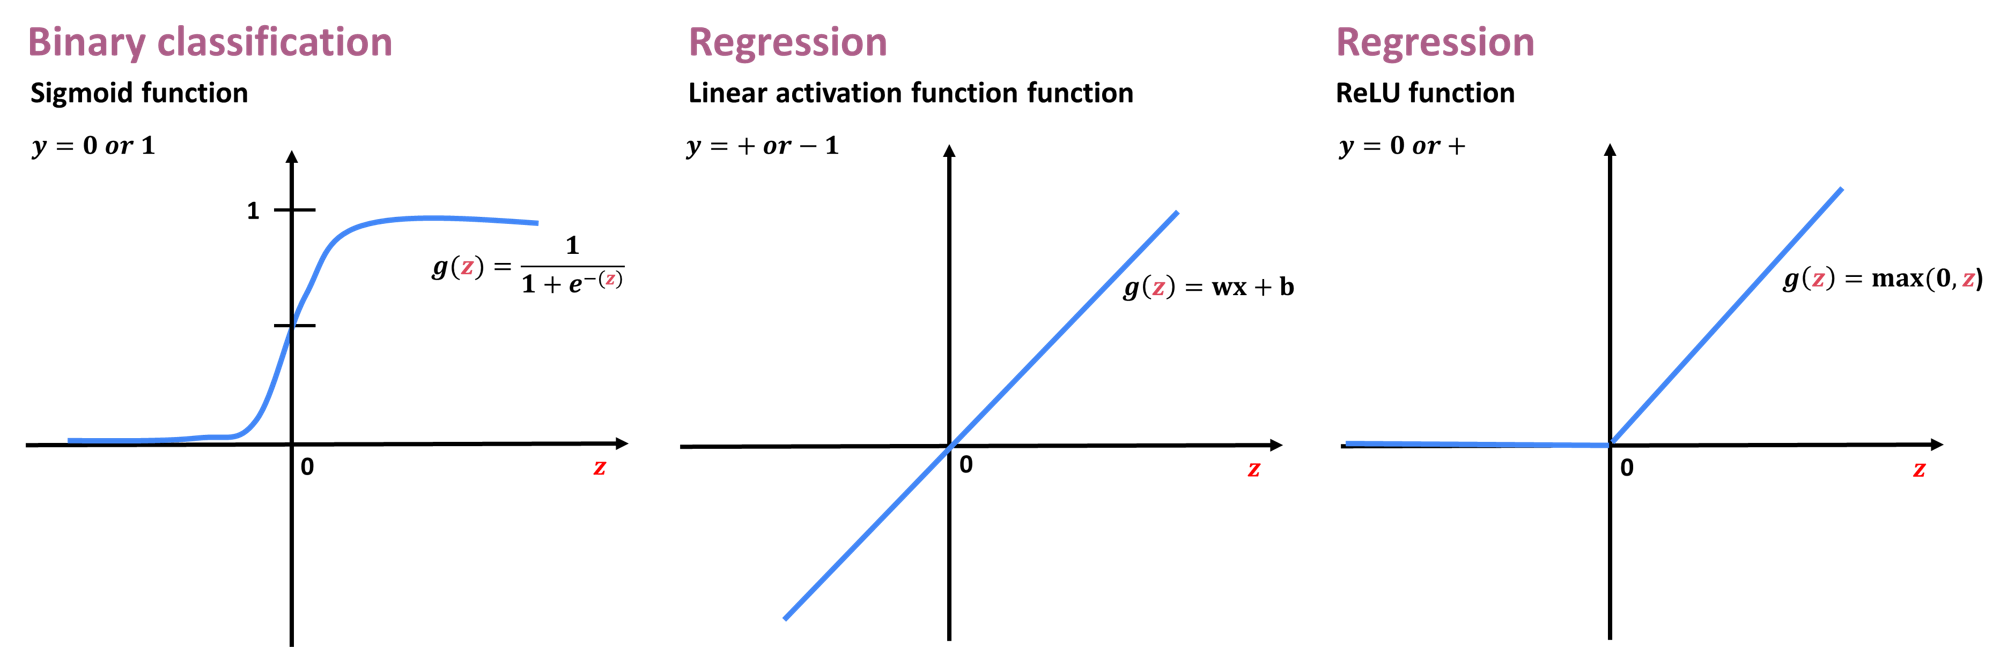 Binary classification
Sigmoid function
y = 0 or 1
1
g(z) = 1 / (1 + e^{−(z)})
0
z
Regression
Linear activation function function
y = + or − 1
g(z) = wx + b
0
z
Regression
ReLU function
y = 0 or +
g(z) = max(0, z)
0
z